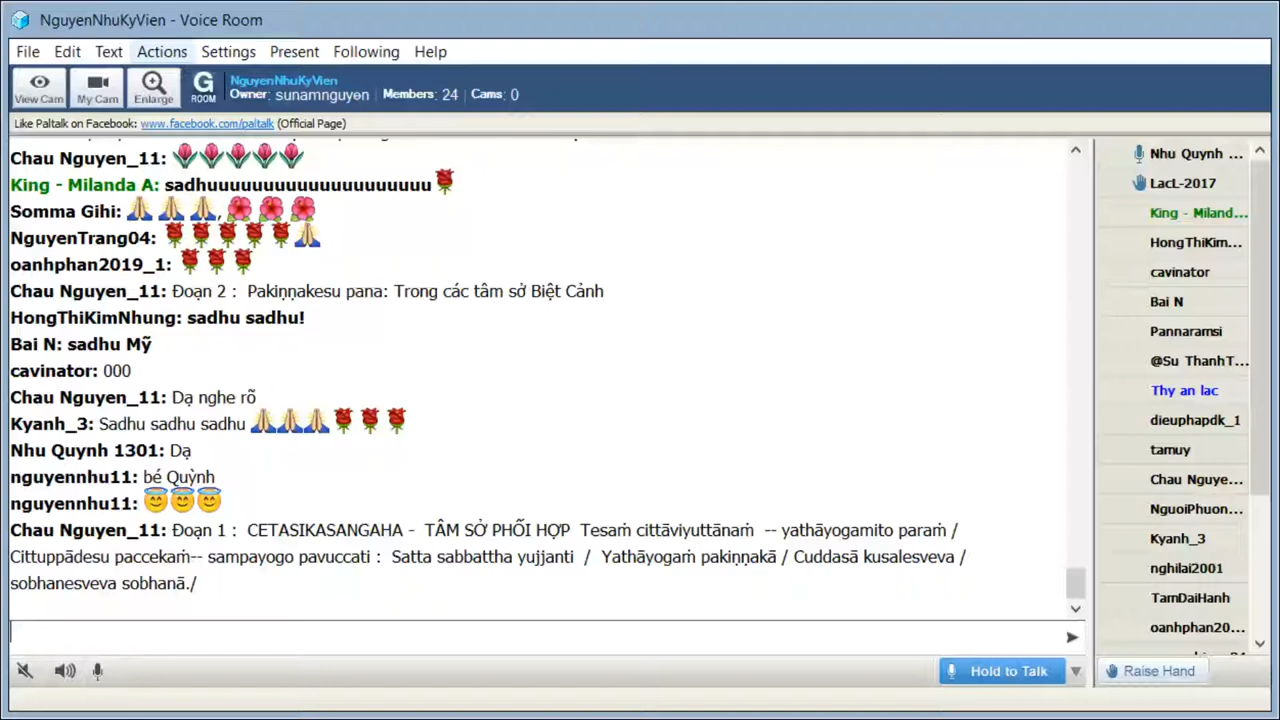 NguyenNhuKyVien - Voice Room
File Edit Text Actions Settings Present Following Help
View Cam My Cam Enlarge G ROOM
NguyenNhuKyVien
Owner: sunamnguyen Members: 24 Cams: 0
Like Paltalk on Facebook: www.facebook.com/paltalk (Official Page)
Chau Nguyen_11: 🌷🌷🌷🌷🌷
King - Milanda A: sadhuuuuuuuuuuuuuuuuuuuu🌹
Somma Gihi: 🙏 🙏 🙏, 🌺 🌺 🌺
NguyenTrang04: 🌹🌹🌹🌹🌹🙏
oanhphan2019_1: 🌹🌹🌹
Chau Nguyen_11: Đoạn 2 : Pakiṇṇakesu pana: Trong các tâm sở Biệt Cảnh
HongThiKimNhung: sadhu sadhu!
Bai N: sadhu Mỹ
cavinator: 000
Chau Nguyen_11: Dạ nghe rõ
Kyanh_3: Sadhu sadhu sadhu 🙏🙏🙏🌹🌹🌹
Nhu Quynh 1301: Dạ
nguyennhu11: bé Quỳnh
nguyennhu11: 😇😇😇
Chau Nguyen_11: Đoạn 1 : CETASIKASANGAHA - TÂM SỞ PHỐI HỢP Tesaṁ cittāviyuttānaṁ -- yathāyogamito paraṁ /
Cittuppādesu paccekaṁ-- sampayogo pavuccati : Satta sabbattha yujjanti / Yathāyogaṁ pakiṇṇakā / Cuddasā kusalesveva /
sobhanesveva sobhanā./
Hold to Talk
Nhu Quynh ...
LacL-2017
King - Miland...
HongThiKim...
cavinator
Bai N
Pannaramsi
@Su ThanhT...
Thy an lac
dieuphapdk_1
tamuy
Chau Nguye...
NguoiPhuon...
Kyanh_3
nghilai2001
TamDaiHanh
oanhphan20...
Raise Hand